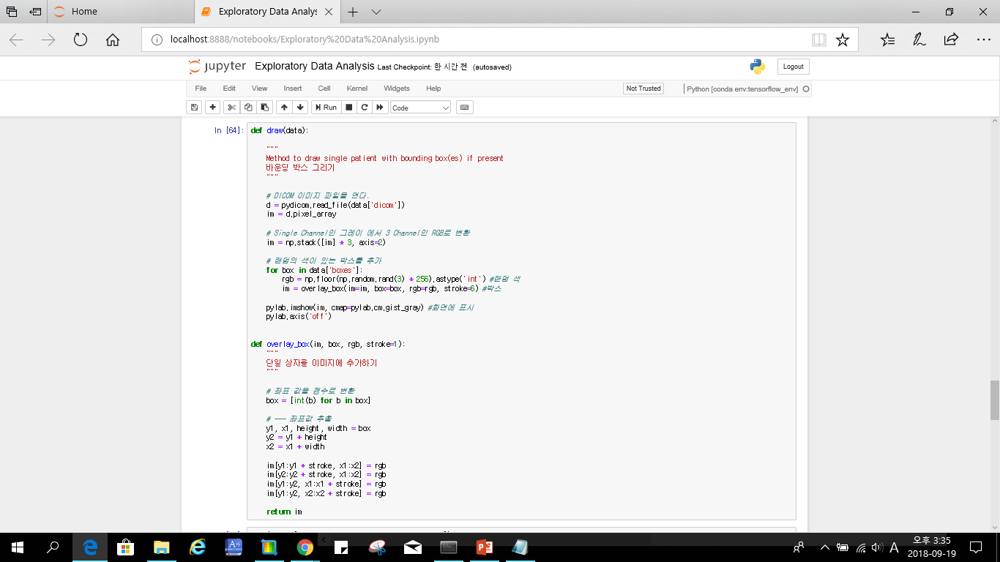 Home
Exploratory Data Analys
localhost:8888/notebooks/Exploratory%20Data%20Analysis.ipynb
jupyter Exploratory Data Analysis Last Checkpoint: 한 시간 전 (autosaved)
Logout
File Edit View Insert Cell Kernel Widgets Help
Not Trusted
Python [conda env:tensorflow_env]
Run
Code
In [64]:
def draw(data):
"""
Method to draw single patient with bounding box(es) if present
바운딩 박스 그리기
"""
# DICOM 이미지 파일을 연다.
d = pydicom.read_file(data['dicom'])
im = d.pixel_array
# Single Channel인 그레이 에서 3 Channel인 RGB로 변환
im = np.stack([im] * 3, axis=2)
# 랜덤의 색이 있는 박스를 추가
for box in data['boxes']:
rgb = np.floor(np.random.rand(3) * 256).astype('int') #랜덤 색
im = overlay_box(im=im, box=box, rgb=rgb, stroke=6) #박스
pylab.imshow(im, cmap=pylab.cm.gist_gray) #화면에 표시
pylab.axis('off')
def overlay_box(im, box, rgb, stroke=1):
"""
단일 상자를 이미지에 추가하기
"""
# 좌표 값을 정수로 변환
box = [int(b) for b in box]
# --- 좌표값 추출
y1, x1, height, width = box
y2 = y1 + height
x2 = x1 + width
im[y1:y1 + stroke, x1:x2] = rgb
im[y2:y2 + stroke, x1:x2] = rgb
im[y1:y2, x1:x1 + stroke] = rgb
im[y1:y2, x2:x2 + stroke] = rgb
return im
A
오후 3:35
2018-09-19